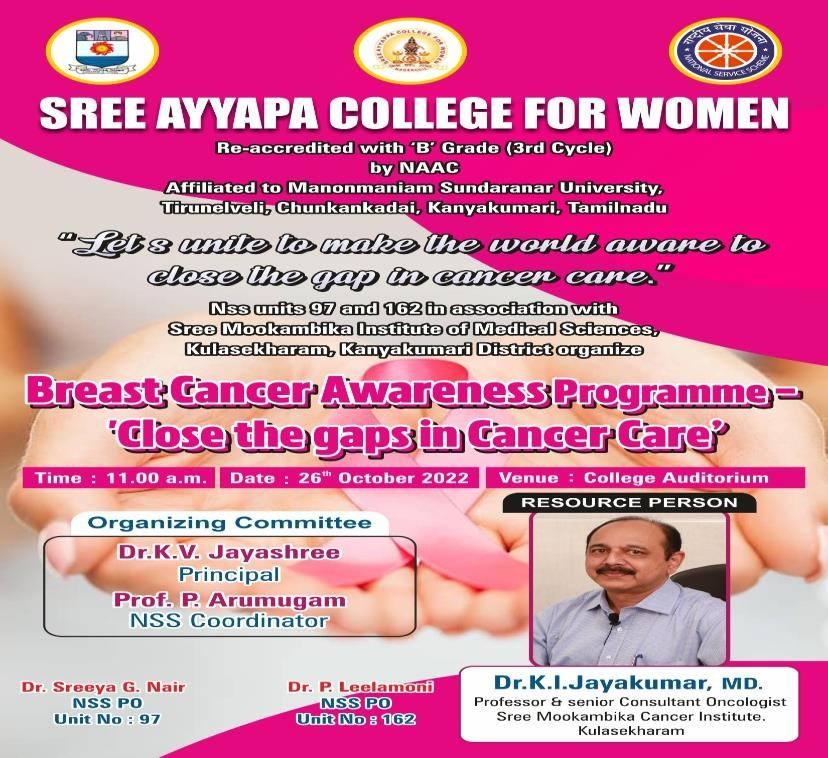 राष्ट्रीय सेवा योजना
NATIONAL SERVICE SCHEME
SREE AYYAPA COLLEGE FOR WOMEN
Re-accredited with ‘B’ Grade (3rd Cycle)
by NAAC
Affiliated to Manonmaniam Sundaranar University,
Tirunelveli, Chunkankadai, Kanyakumari, Tamilnadu
“Let s unite to make the world aware to
close the gap in cancer care.”
Nss units 97 and 162 in association with
Sree Mookambika Institute of Medical Sciences,
Kulasekharam, Kanyakumari District organize
Breast Cancer Awareness Programme –
'Close the gaps in Cancer Care’
Time : 11.00 a.m.
Date : 26th October 2022
Venue : College Auditorium
Organizing Committee
Dr.K.V. Jayashree
Principal
Prof. P. Arumugam
NSS Coordinator
RESOURCE PERSON
Dr.K.I.Jayakumar, MD.
Professor & senior Consultant Oncologist
Sree Mookambika Cancer Institute.
Kulasekharam
Dr. Sreeya G. Nair
NSS PO
Unit No : 97
Dr. P. Leelamoni
NSS PO
Unit No : 162